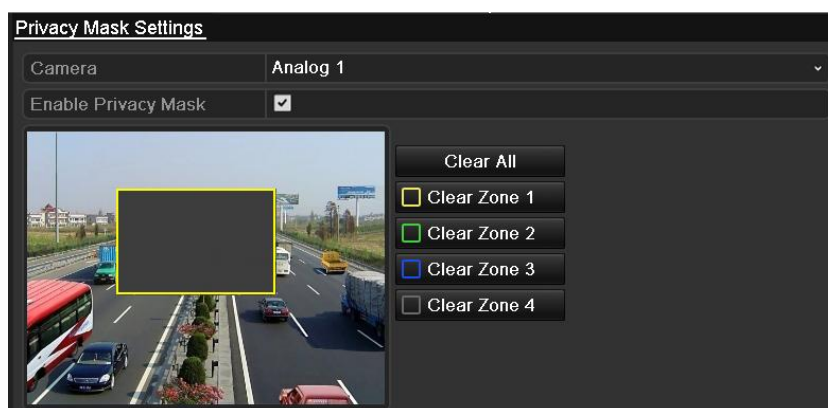 Privacy Mask Settings
Camera Analog 1
Enable Privacy Mask
Clear All
Clear Zone 1
Clear Zone 2
Clear Zone 3
Clear Zone 4